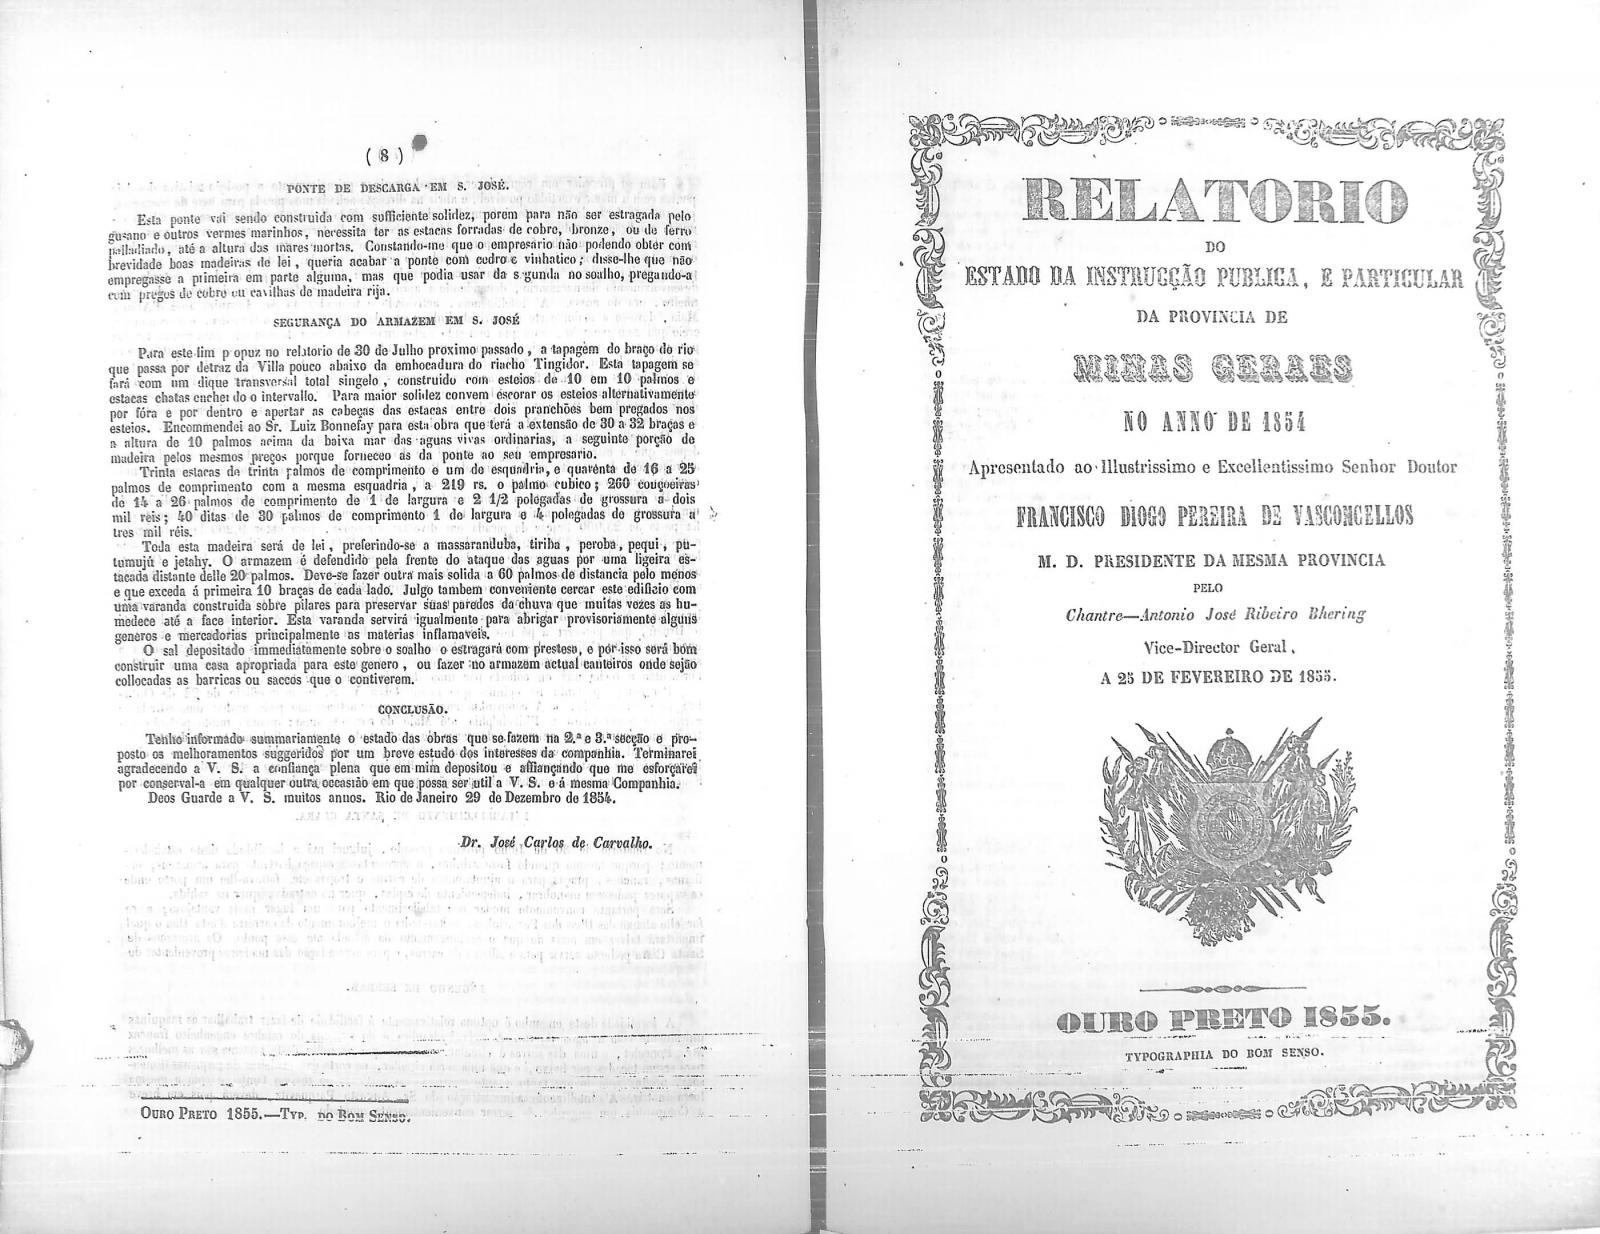 ( 8 )
PONTE DE DESCARGA EM S. JOSÉ.
Esta ponte vai sendo construida com sufficiente solidez, porem para não ser estragada pelo
gusano e outros vermes marinhos, necessita ter as estacas forradas de cobre, bronze, ou de ferro
palladiado, até a altura das mares mortas. Constando-me que o empresario não podendo obter com
brevidade boas madeiras de lei, queria acabar a ponte com cedro e vinhatico; disse-lhe que não
empregasse a primeira em parte alguma, mas que podia usar da s gunda no soalho, pregando-a
com pregos de cobre ou cavilhas de madeira rija.
SEGURANÇA DO ARMAZEM EM S. JOSÉ
Para este fim p opuz no relatorio de 30 de Julho proximo passado, a tapagem do braço do rio
que passa por detraz da Villa pouco abaixo da embocadura do riacho Tingidor. Esta tapagem se
fará com um dique transversal total singelo, construido com esteios de 10 em 10 palmos e
estacas chatas enchendo o intervallo. Para maior solidez convem escorar os esteios alternativamente
por fóra e por dentro e apertar as cabeças das estacas entre dois pranchões bem pregados nos
esteios. Encommendei ao Sr. Luiz Bonnefay para esta obra que terá a extensão de 30 a 32 braças e
a altura de 10 palmos acima da baixa mar das aguas vivas ordinarias, a seguinte porção de
madeira pelos mesmos preços porque forneceo as da ponte ao seu empresario.
Trinta estacas de trinta palmos de comprimento e um de esquadria, e quarenta de 16 a 25
palmos de comprimento com a mesma esquadria, a 219 rs. o palmo cubico; 260 couçoeiras
de 14 a 26 palmos de comprimento de 1 de largura e 2 1/2 polegadas de grossura a dois
mil reis; 40 ditas de 30 palmos de comprimento 1 de largura e 4 polegadas de grossura a
tres mil réis.
Toda esta madeira será de lei, preferindo-se a massaranduba, tiriba, peroba, pequi, pu-
tumujú e jetahy. O armazem é defendido pela frente do ataque das aguas por uma ligeira es-
tacada distante delle 20 palmos. Deve-se fazer outra mais solida a 60 palmos de distancia pelo menos
e que exceda á primeira 10 braças de cada lado. Julgo tambem conveniente cercar este edificio com
uma varanda construida sobre pilares para preservar suas paredes da chuva que muitas vezes as hu-
medece até a face interior. Esta varanda servirá igualmente para abrigar provisoriamente alguns
generos e mercadorias principalmente as materias inflamaveis.
O sal depositado immediatamente sobre o soalho o estragará com prestesa, e por isso será bom
construir uma casa apropriada para este genero, ou fazer no armazem actual canteiros onde sejão
collocadas as barricas ou saccos que o contiverem.
CONCLUSÃO.
Tenho informado summariamente o estado das obras que se fazem na 2.ª e 3.ª secção e pro-
posto os melhoramentos suggeridos por um breve estudo dos interesses da companhia. Terminarei
agradecendo a V. S. a confiança plena que em mim depositou e affiançando que me esforçarei
por conserval-a em qualquer outra occasião em que possa ser util a V. S. e á mesma Companhia.
Deos Guarde a V. S. muitos annos. Rio de Janeiro 29 de Dezembro de 1854.
Dr. José Carlos de Carvalho.
OURO PRETO 1855.—TYP. DO BOM SENSO.
RELATORIO
DO
ESTADO DA INSTRUCÇÃO PUBLICA, E PARTICULAR
DA PROVINCIA DE
MINAS GERAES
NO ANNO DE 1854
Apresentado ao Illustrissimo e Excellentissimo Senhor Doutor
FRANCISCO DIOGO PEREIRA DE VASCONCELLOS
M. D. PRESIDENTE DA MESMA PROVINCIA
PELO
Chantre—Antonio José Ribeiro Bhering
Vice-Director Geral,
A 25 DE FEVEREIRO DE 1855.
OURO PRETO 1855.
TYPOGRAPHIA DO BOM SENSO.